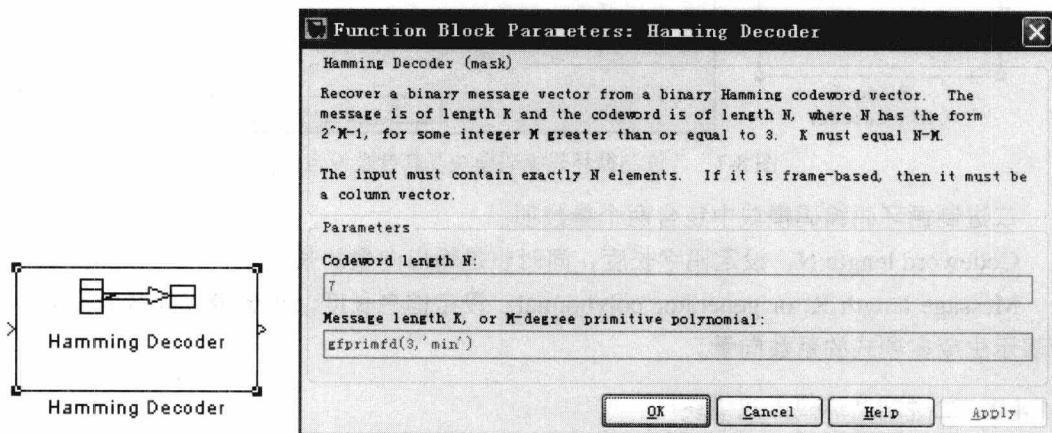 Function Block Parameters: Hamming Decoder
Hamming Decoder (mask)
Recover a binary message vector from a binary Hamming codeword vector. The
message is of length K and the codeword is of length N, where N has the form
2^M-1, for some integer M greater than or equal to 3. K must equal N-M.
The input must contain exactly N elements. If it is frame-based, then it must be
a column vector.
Parameters
Codeword length N:
7
Message length K, or M-degree primitive polynomial:
gfprimfd(3,'min')
OK
Cancel
Help
Apply
Hamming Decoder
Hamming Decoder